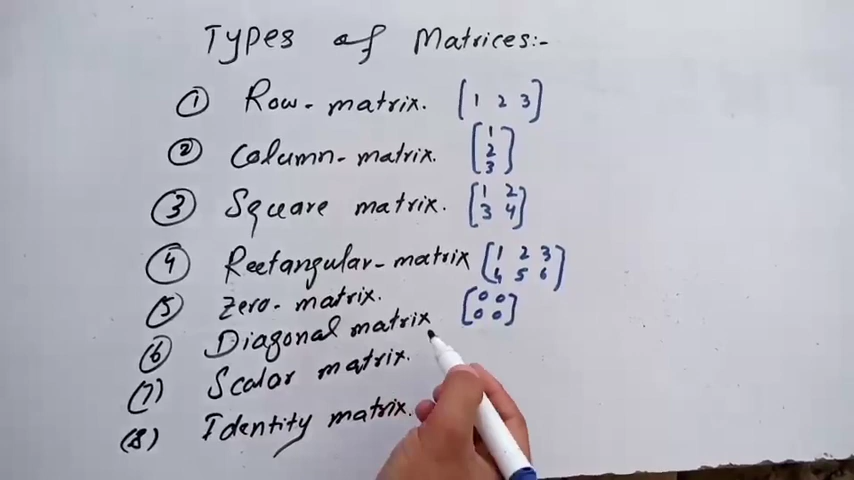 Types of Matrices:-
① Row-matrix. [1 2 3]
② Column-matrix. [1
2
3]
③ Square matrix. [1 2
3 4]
④ Rectangular-matrix [1 2 3
4 5 6]
⑤ Zero-matrix. [0 0
0 0]
⑥ Diagonal matrix
(7) Scalar matrix.
(8) Identity matrix.